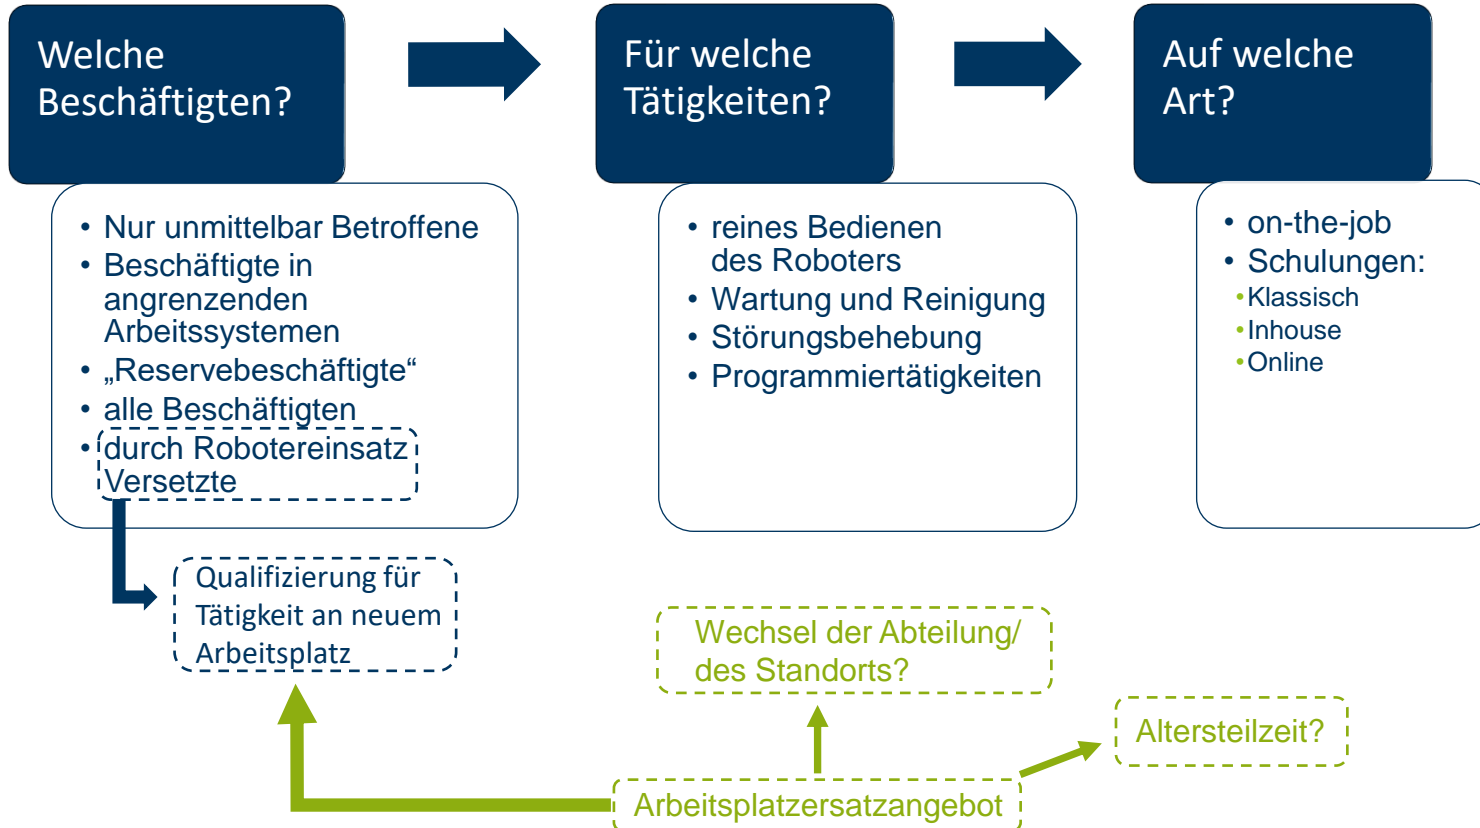 Welche
Beschäftigten?
Für welche
Tätigkeiten?
Auf welche
Art?
• Nur unmittelbar Betroffene
• Beschäftigte in
angrenzenden
Arbeitssystemen
• „Reservebeschäftigte“
• alle Beschäftigten
• durch Robotereinsatz
Versetzte
• reines Bedienen
des Roboters
• Wartung und Reinigung
• Störungsbehebung
• Programmiertätigkeiten
• on-the-job
• Schulungen:
• Klassisch
• Inhouse
• Online
Qualifizierung für
Tätigkeit an neuem
Arbeitsplatz
Wechsel der Abteilung/
des Standorts?
Altersteilzeit?
Arbeitsplatzersatzangebot